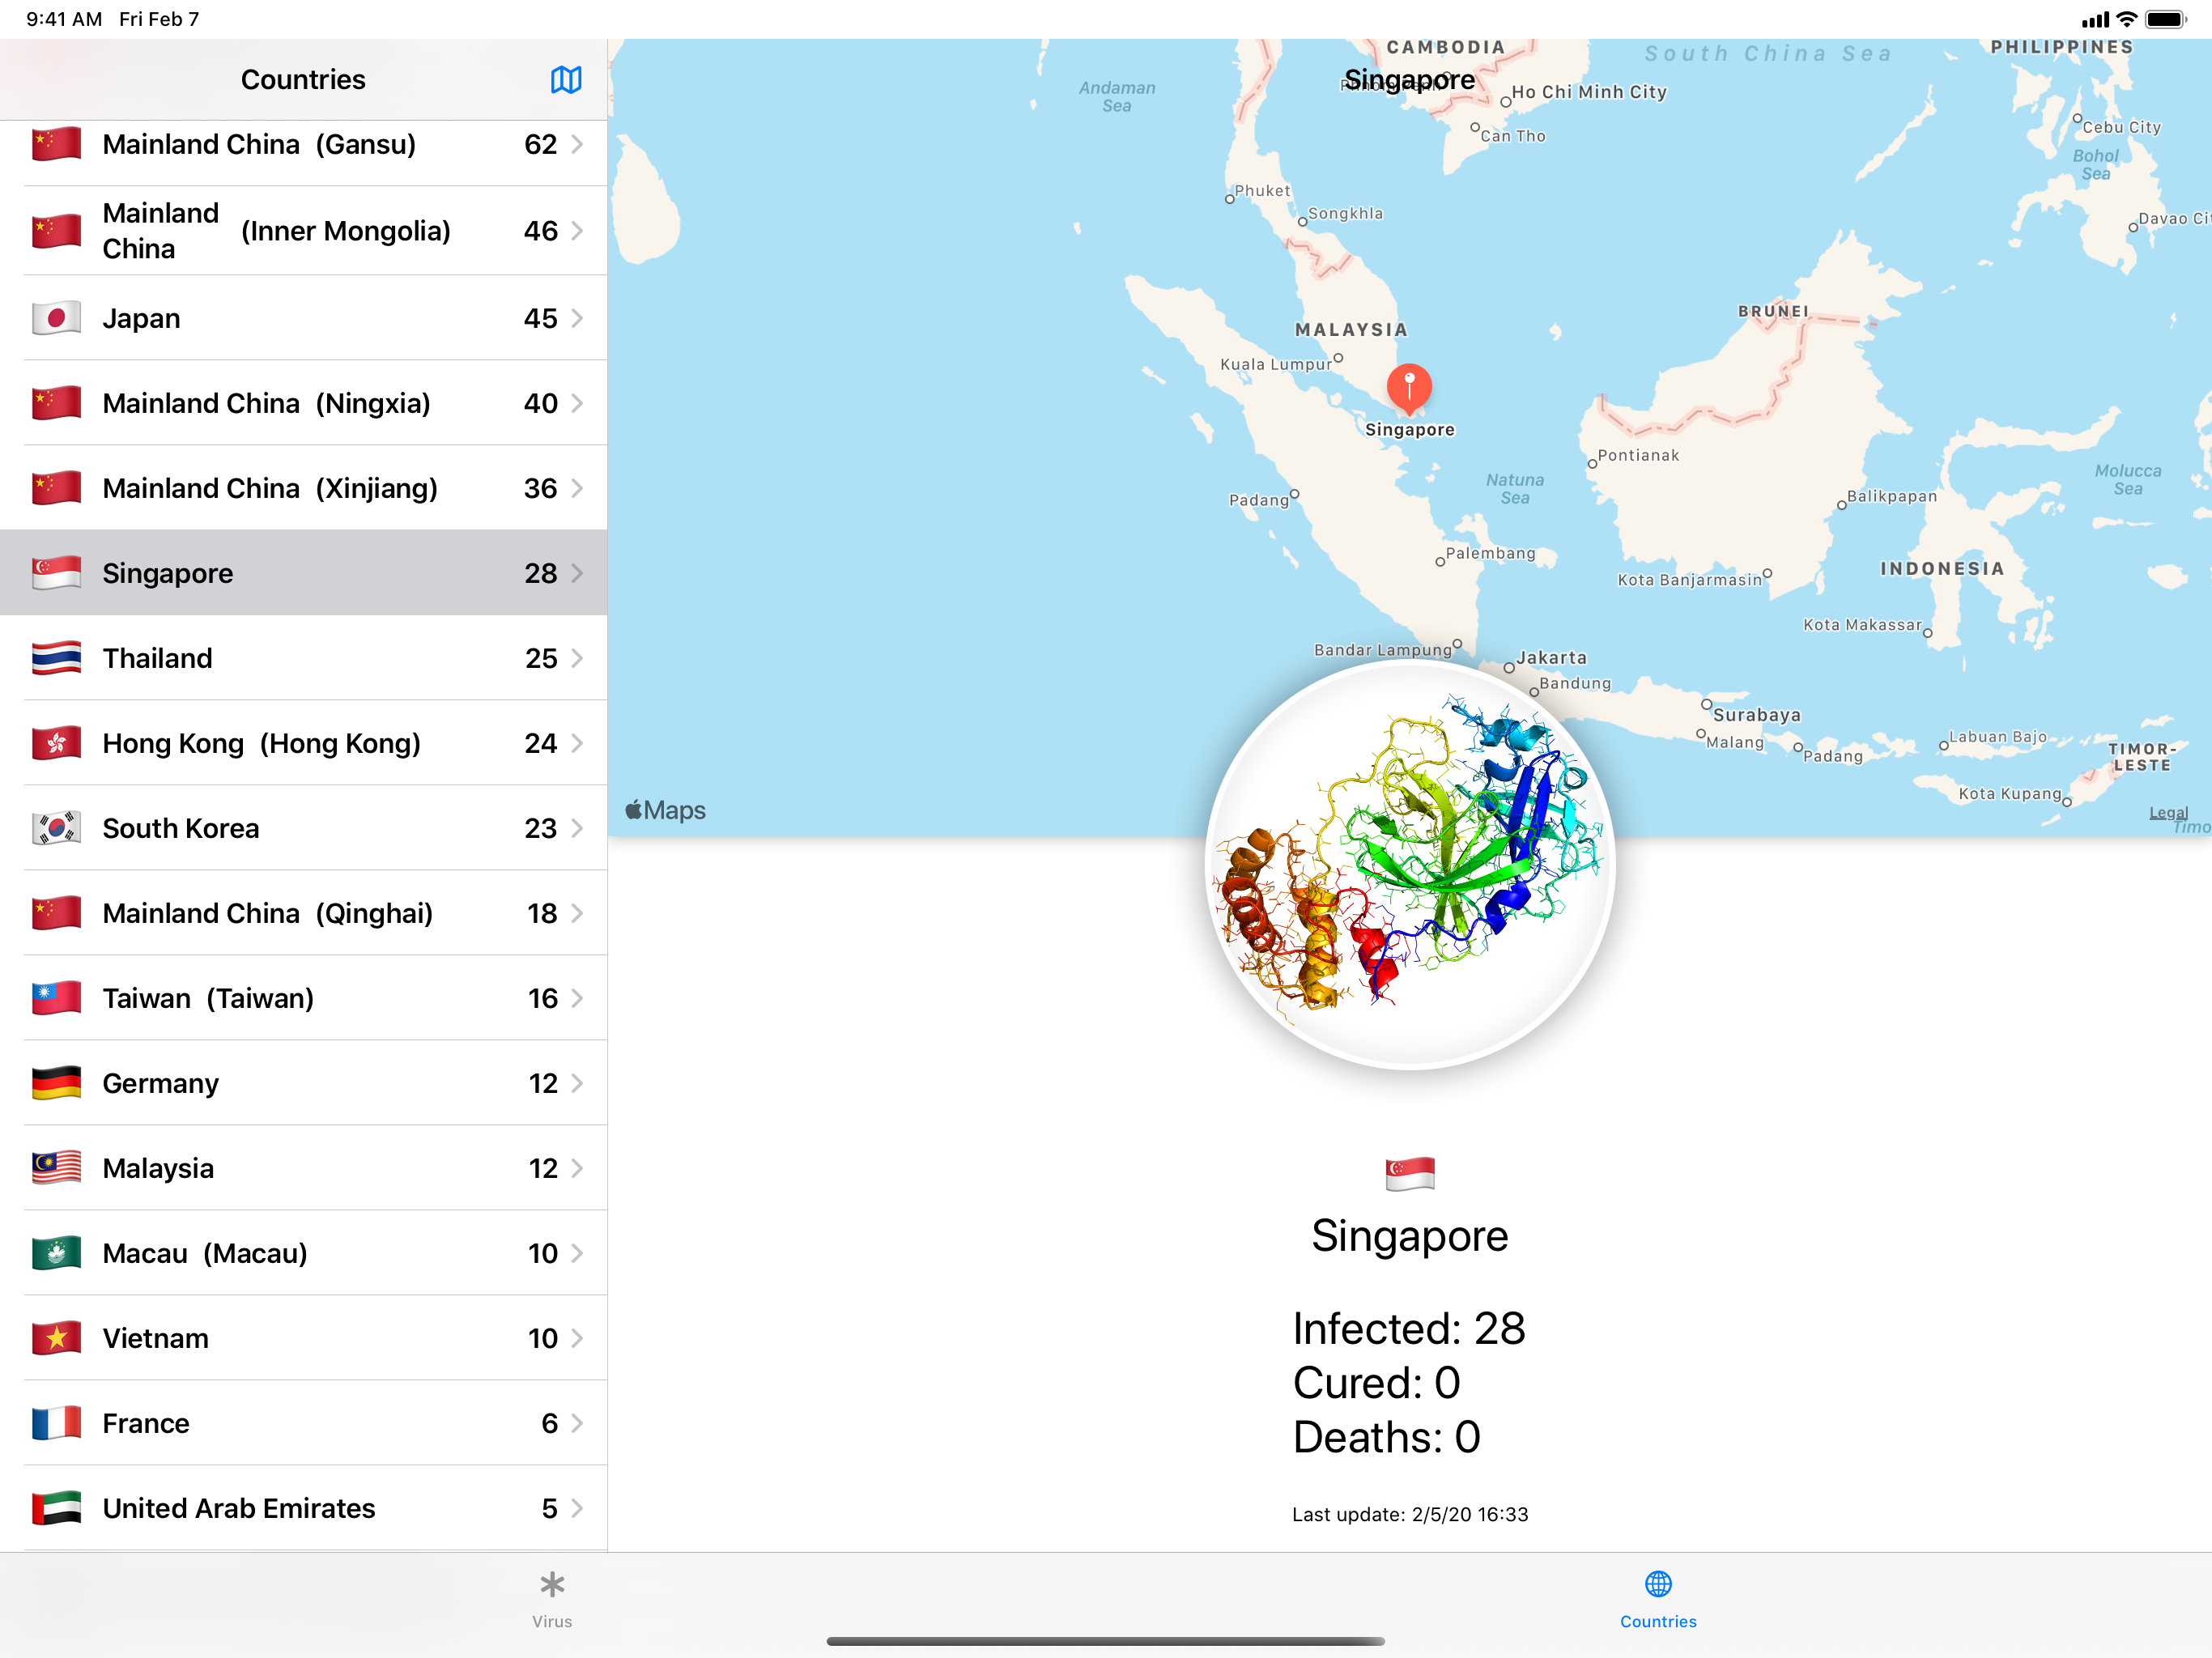 9:41 AM Fri Feb 7
Countries
Mainland China (Gansu) 62
Mainland China (Inner Mongolia) 46
Japan 45
Mainland China (Ningxia) 40
Mainland China (Xinjiang) 36
Singapore 28
Thailand 25
Hong Kong (Hong Kong) 24
South Korea 23
Mainland China (Qinghai) 18
Taiwan (Taiwan) 16
Germany 12
Malaysia 12
Macau (Macau) 10
Vietnam 10
France 6
United Arab Emirates 5
Singapore
CAMBODIA
South China Sea
PHILIPPINES
Andaman
Sea
Ho Chi Minh City
Can Tho
Cebu City
Bohol
Sea
Phuket
Songkhla
Davao Ci
MALAYSIA
BRUNEI
Kuala Lumpur
Singapore
Pontianak
Natuna
Sea
Molucca
Sea
Padang
Balikpapan
Palembang
Kota Banjarmasin
INDONESIA
Kota Makassar
Bandar Lampung
Jakarta
Bandung
Surabaya
Malang
Padang
Labuan Bajo
TIMOR-
LESTE
Kota Kupang
Maps
Legal
Timo
Singapore
Infected: 28
Cured: 0
Deaths: 0
Last update: 2/5/20 16:33
Virus
Countries